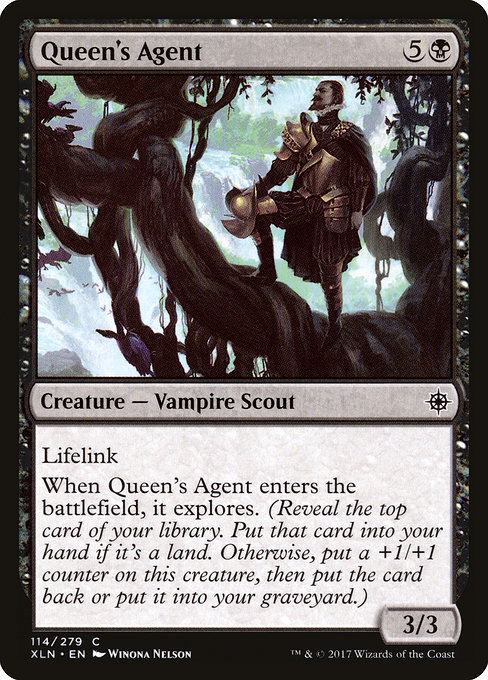 Queen's Agent 5
Creature — Vampire Scout
Lifelink
When Queen's Agent enters the
battlefield, it explores. (Reveal the top
card of your library. Put that card into your
hand if it's a land. Otherwise, put a +1/+1
counter on this creature, then put the card
back or put it into your graveyard.)
3/3
114/279 C
XLN • EN Winona Nelson
™ & © 2017 Wizards of the Coast